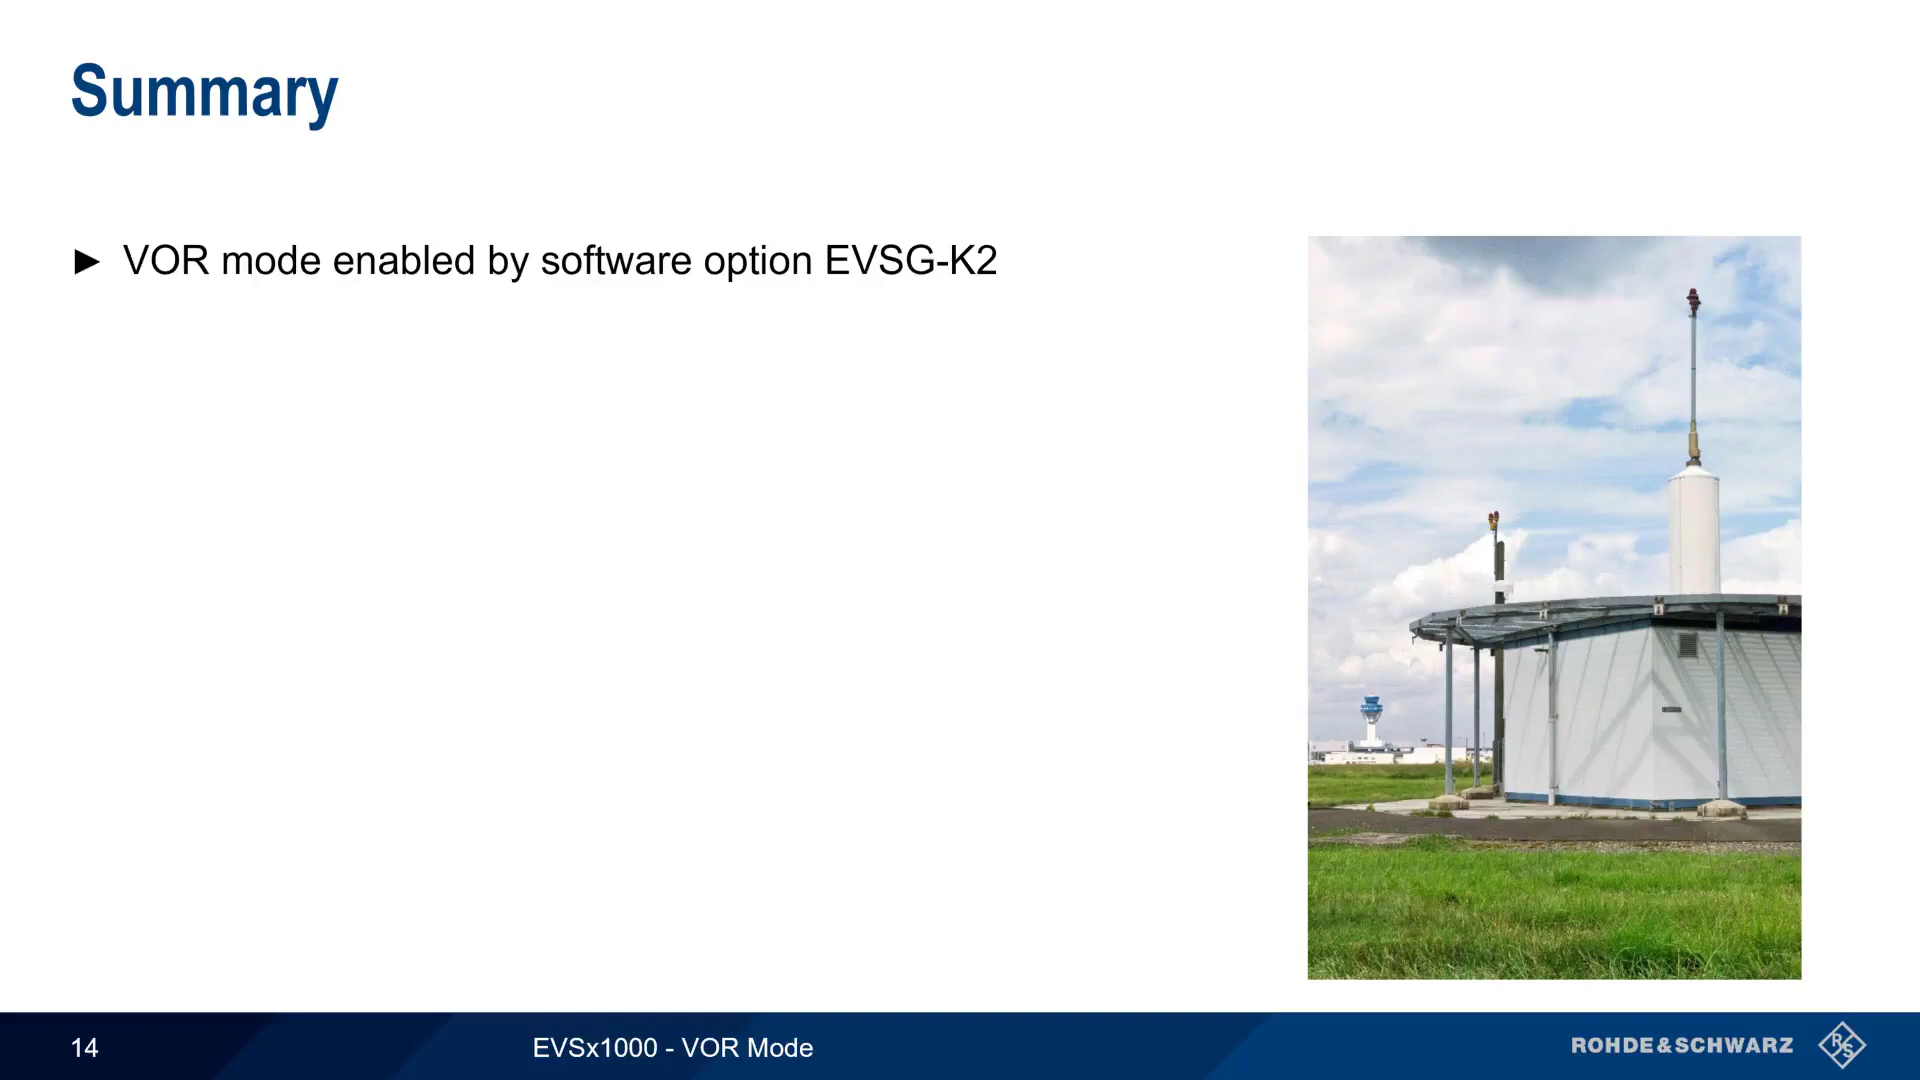 Summary
► VOR mode enabled by software option EVSG-K2
14
EVSx1000 - VOR Mode
ROHDE&SCHWARZ
R&S